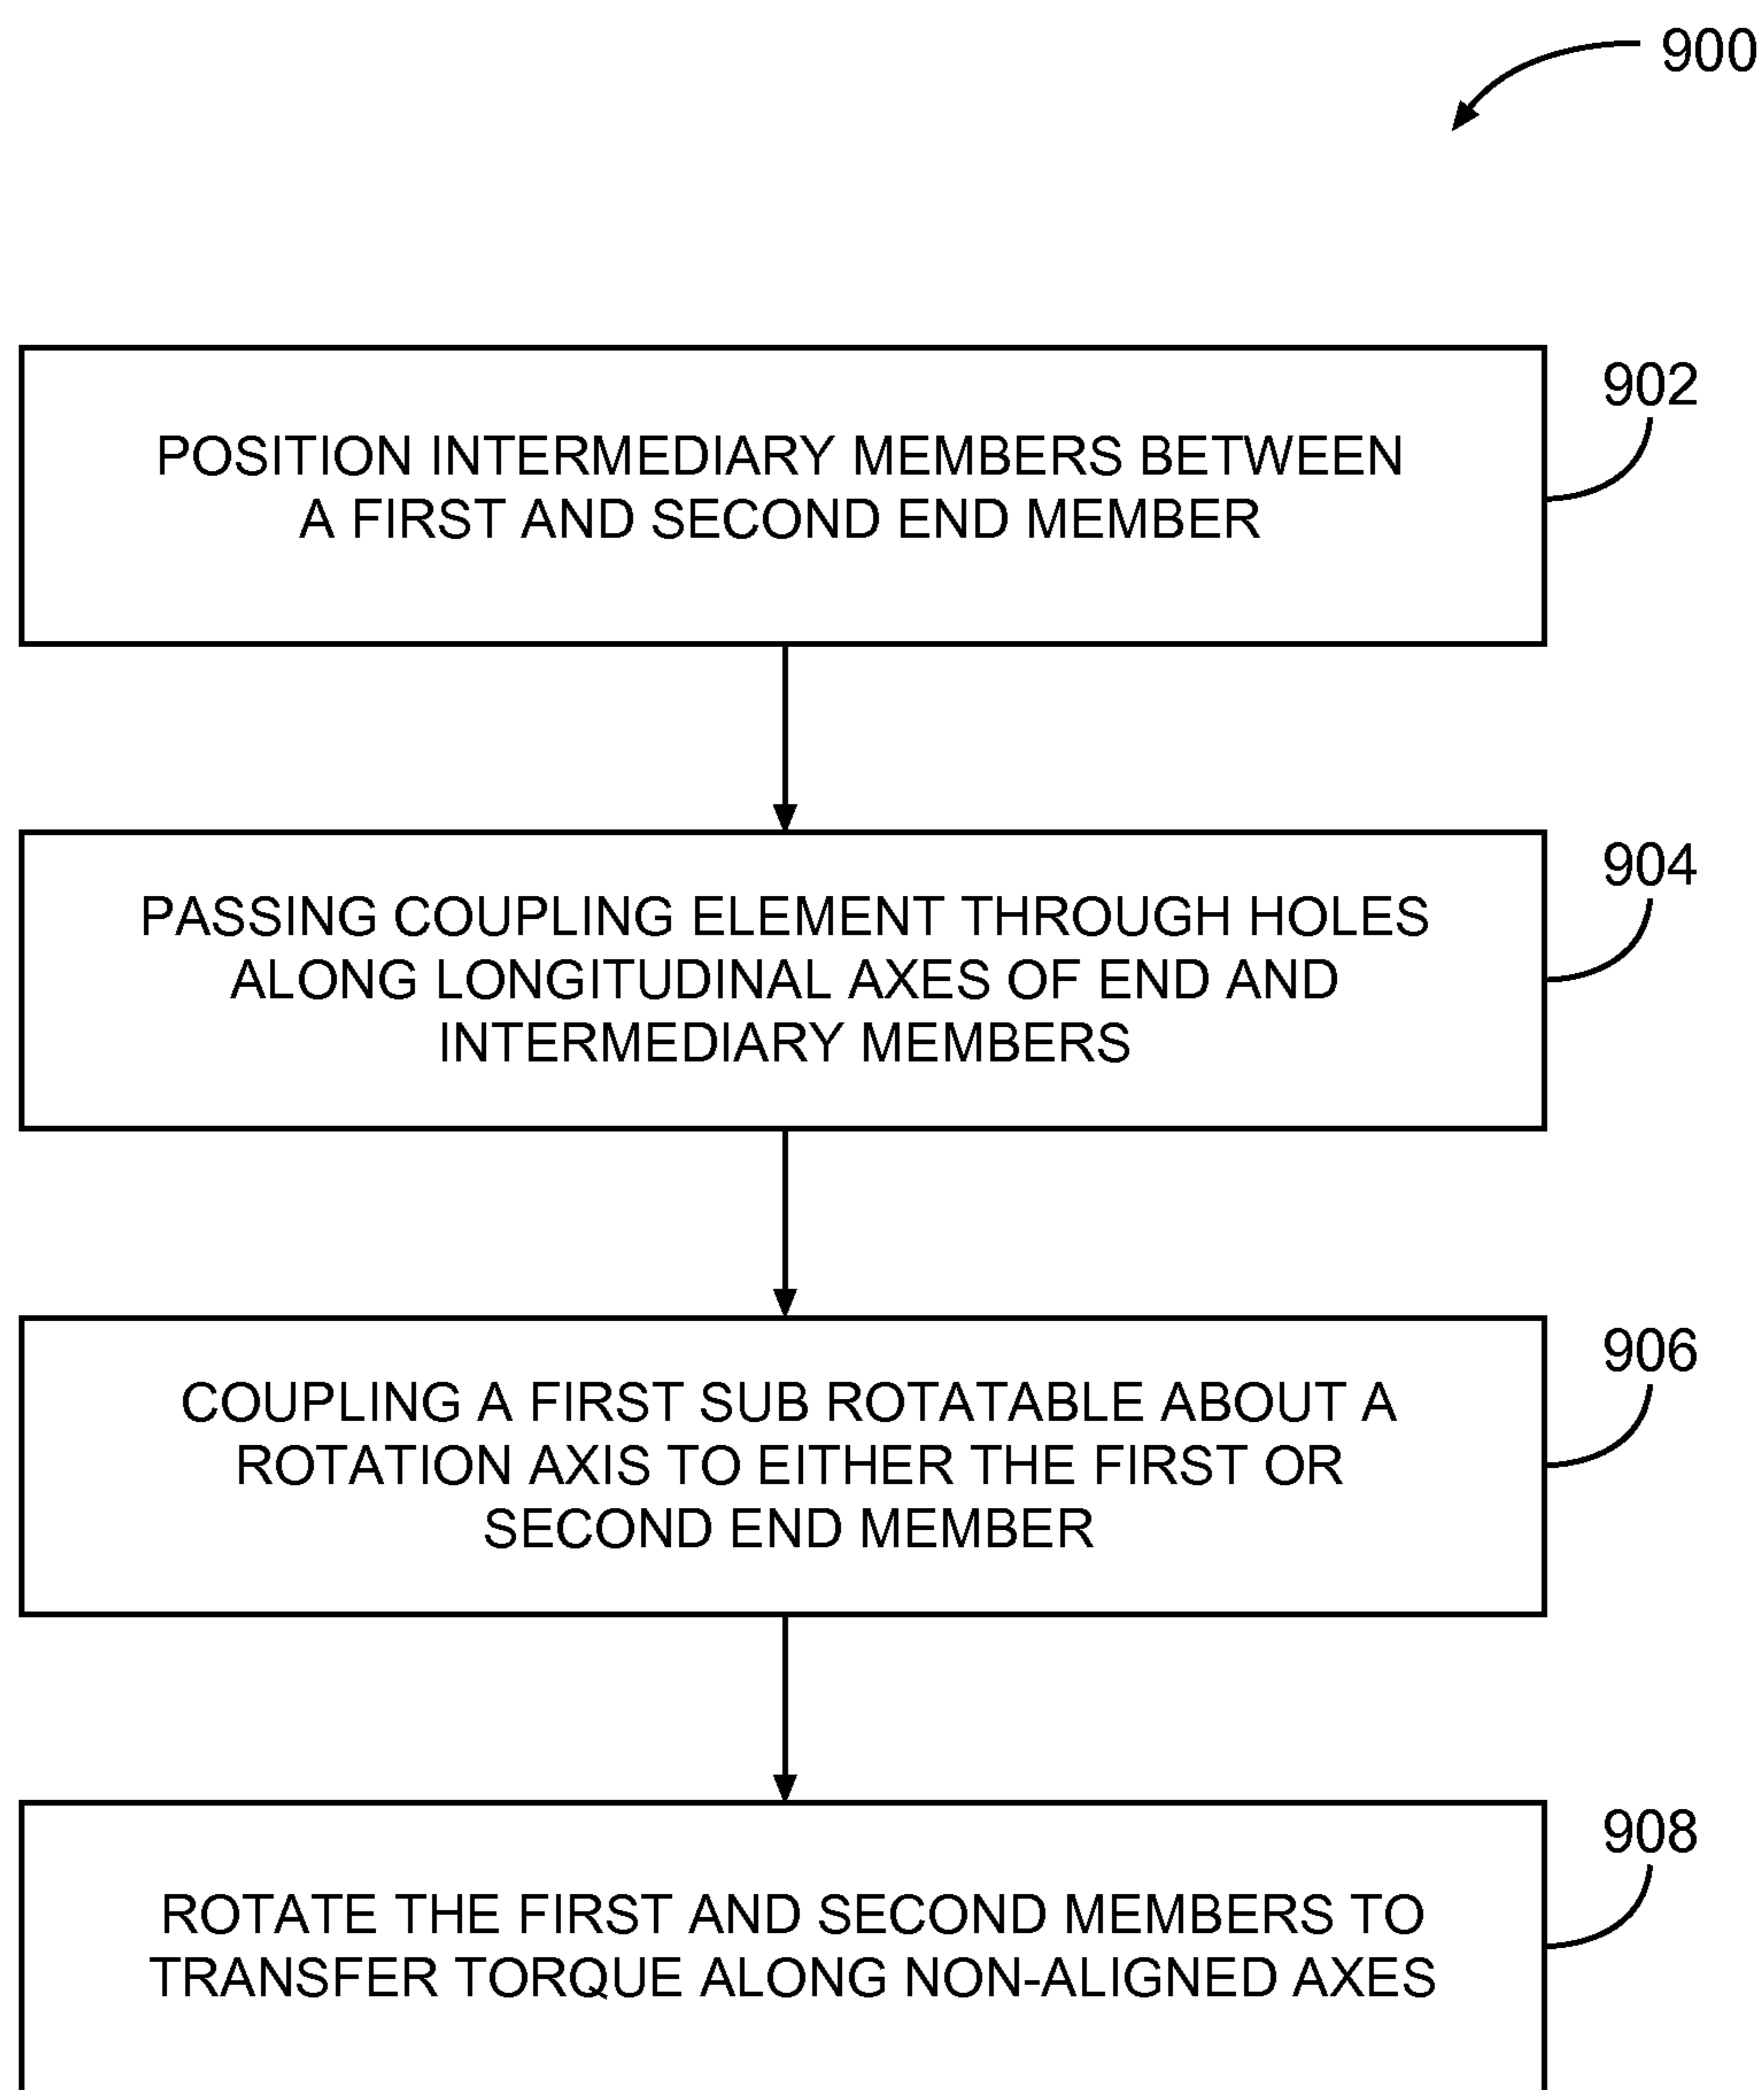 900
902
POSITION INTERMEDIARY MEMBERS BETWEEN
A FIRST AND SECOND END MEMBER
904
PASSING COUPLING ELEMENT THROUGH HOLES
ALONG LONGITUDINAL AXES OF END AND
INTERMEDIARY MEMBERS
906
COUPLING A FIRST SUB ROTATABLE ABOUT A
ROTATION AXIS TO EITHER THE FIRST OR
SECOND END MEMBER
908
ROTATE THE FIRST AND SECOND MEMBERS TO
TRANSFER TORQUE ALONG NON-ALIGNED AXES